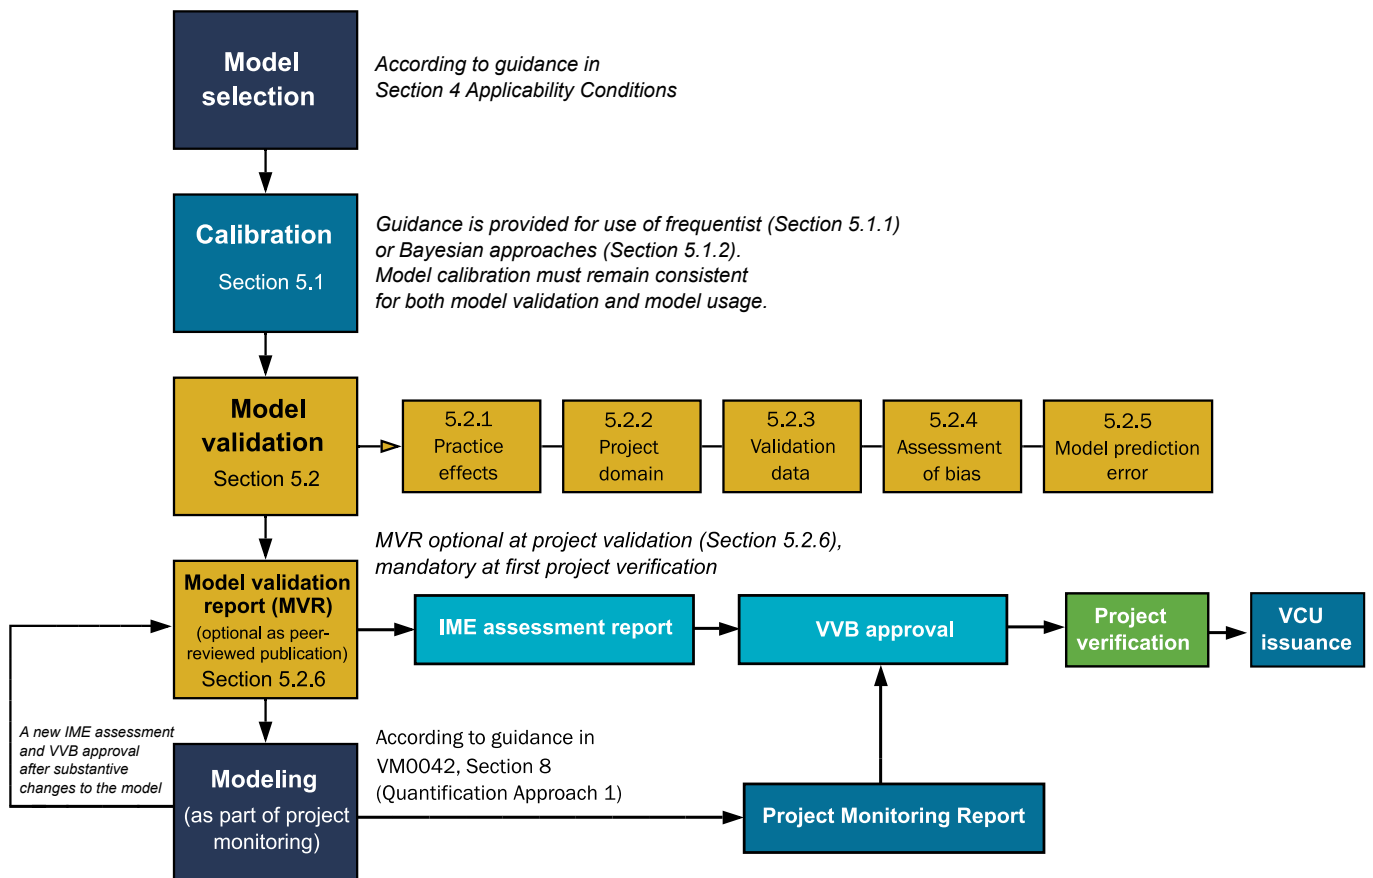 Model
selection
According to guidance in
Section 4 Applicability Conditions
Calibration
Section 5.1
Guidance is provided for use of frequentist (Section 5.1.1)
or Bayesian approaches (Section 5.1.2).
Model calibration must remain consistent
for both model validation and model usage.
Model
validation
Section 5.2
5.2.1
Practice
effects
5.2.2
Project
domain
5.2.3
Validation
data
5.2.4
Assessment
of bias
5.2.5
Model prediction
error
MVR optional at project validation (Section 5.2.6),
mandatory at first project verification
Model validation
report (MVR)
(optional as peer-
reviewed publication)
Section 5.2.6
IME assessment report
VVB approval
Project
verification
VCU
issuance
A new IME assessment
and VVB approval
after substantive
changes to the model
Modeling
(as part of project
monitoring)
According to guidance in
VM0042, Section 8
(Quantification Approach 1)
Project Monitoring Report